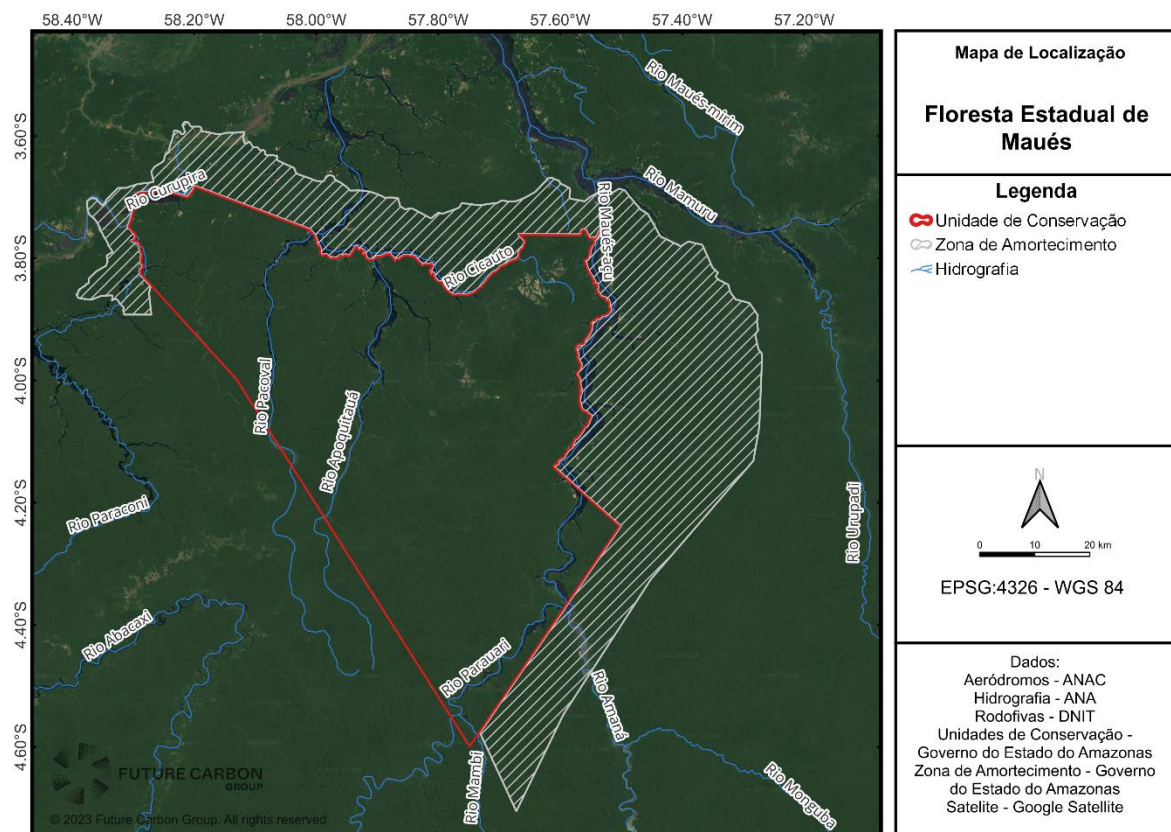 58.40°W 58.20°W 58.00°W 57.80°W 57.60°W 57.40°W 57.20°W
3.60°S
3.80°S
4.00°S
4.20°S
4.40°S
4.60°S
Rio Maués-mirim
Rio Curupira
Rio Mamuru
Rio Maués-açu
Rio Cicauto
Rio Pacoval
Rio Apoquitauá
Rio Paraconi
Rio Urupadi
Rio Abacaxi
Rio Parauari
Rio Amaná
Rio Mambi
Rio Monguba
FUTURE CARBON
GROUP
© 2023 Future Carbon Group. All rights reserved.
Mapa de Localização
Floresta Estadual de
Maués
Legenda
Unidade de Conservação
Zona de Amortecimento
Hidrografia
N
0 10 20 km
EPSG:4326 - WGS 84
Dados:
Aeródromos - ANAC
Hidrografia - ANA
Rodofivas - DNIT
Unidades de Conservação -
Governo do Estado do Amazonas
Zona de Amortecimento - Governo
do Estado do Amazonas
Satelite - Google Satellite